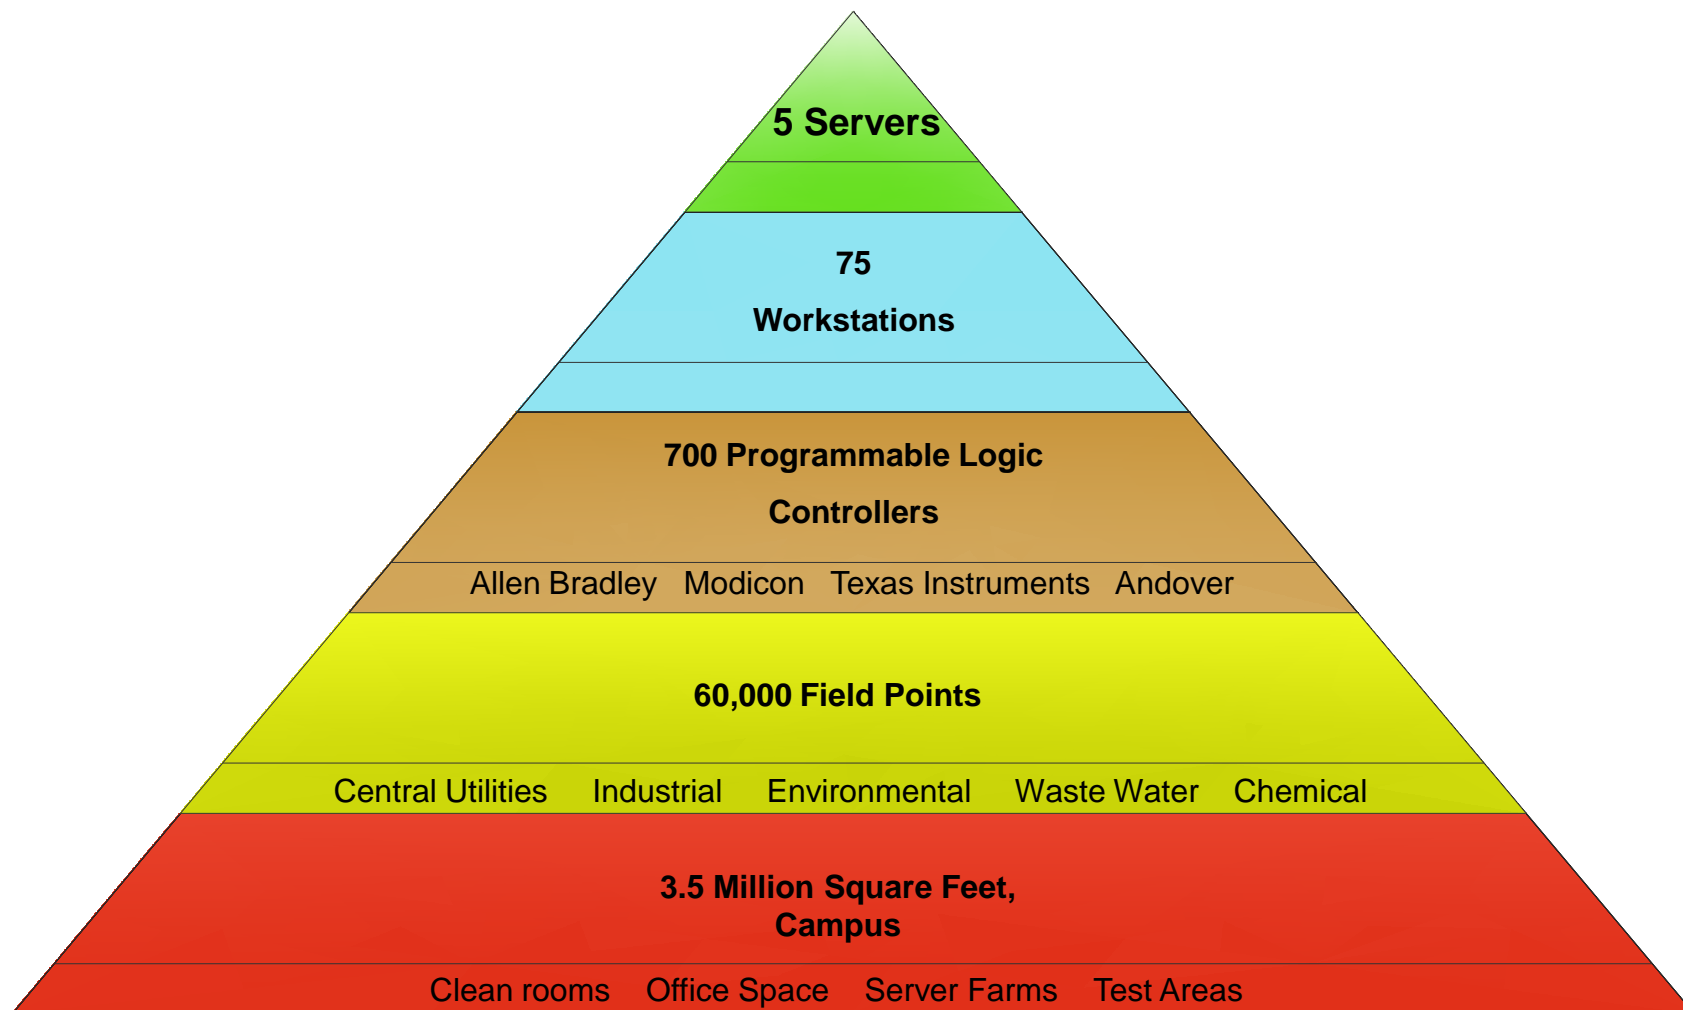 5 Servers
75
Workstations
700 Programmable Logic
Controllers
Allen Bradley Modicon Texas Instruments Andover
60,000 Field Points
Central Utilities Industrial Environmental Waste Water Chemical
3.5 Million Square Feet,
Campus
Clean rooms Office Space Server Farms Test Areas